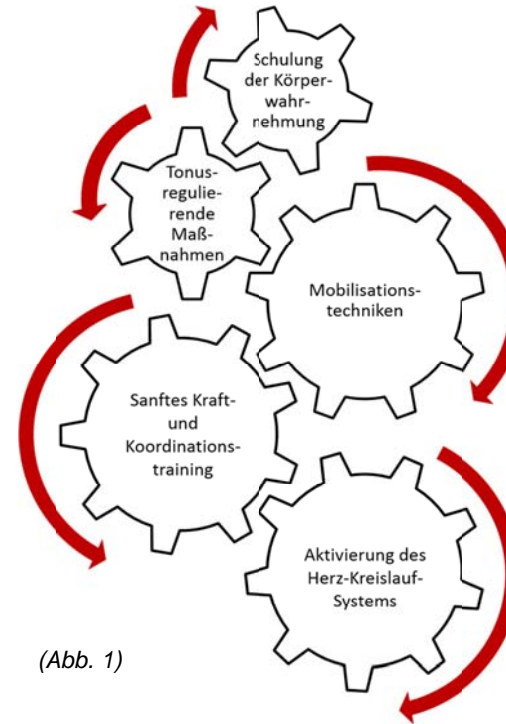 Schulung
der Körper-
wahr-
nehmung
Tonus-
regulie-
rende
Maß-
nahmen
Mobilisations-
techniken
Sanftes Kraft-
und
Koordinations-
training
Aktivierung des
Herz-Kreislauf-
Systems
(Abb. 1)